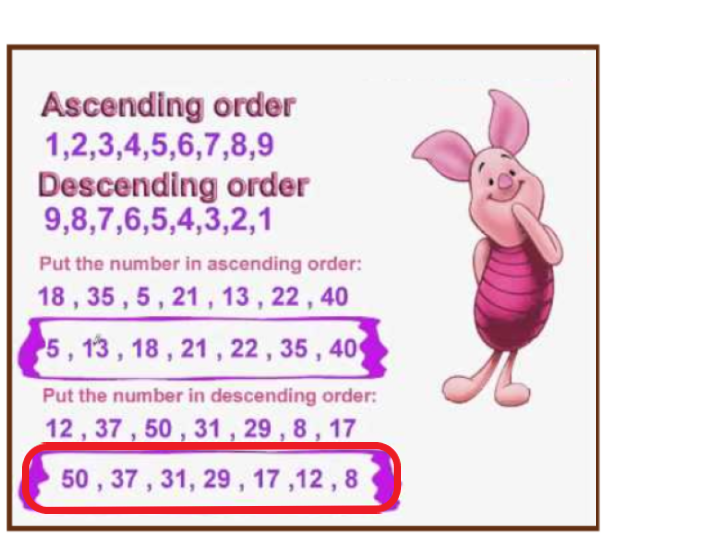 Ascending order
1,2,3,4,5,6,7,8,9
Descending order
9,8,7,6,5,4,3,2,1
Put the number in ascending order:
18 , 35 , 5 , 21 , 13 , 22 , 40
5 , 13 , 18 , 21 , 22 , 35 , 40
Put the number in descending order:
12 , 37 , 50 , 31 , 29 , 8 , 17
50 , 37 , 31, 29 , 17 ,12 , 8